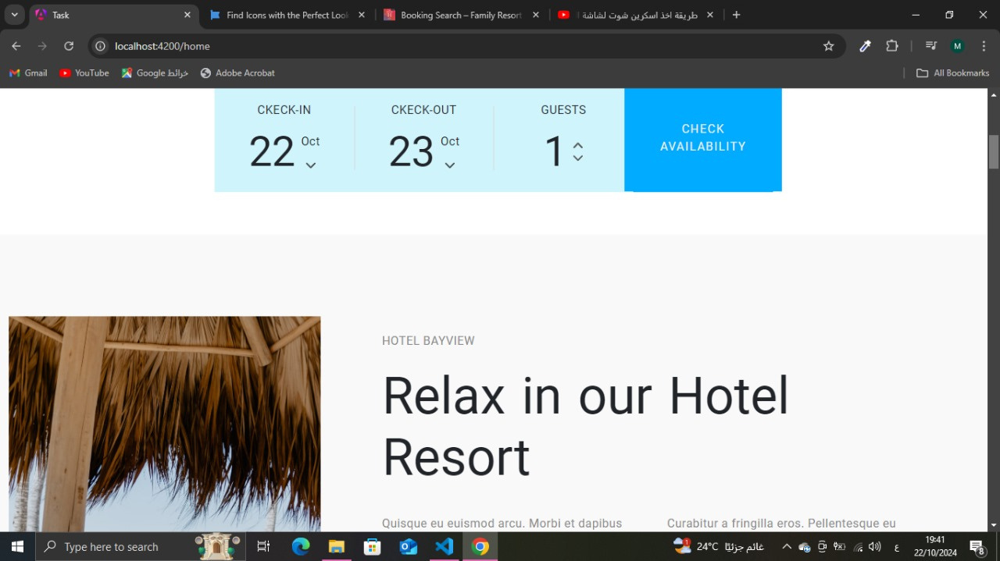 Task
Find Icons with the Perfect Look
Booking Search – Family Resort
طريقة اخذ اسكرين شوت لشاشة ا
localhost:4200/home
M
Gmail
YouTube
خرائط Google
Adobe Acrobat
All Bookmarks
CKECK-IN
CKECK-OUT
GUESTS
22 Oct
23 Oct
1
CHECK
AVAILABILITY
HOTEL BAYVIEW
Relax in our Hotel
Resort
Quisque eu euismod arcu. Morbi et dapibus
Curabitur a fringilla eros. Pellentesque eu
Type here to search
1
24°C غائم جزئيًا
ع
19:41
22/10/2024
8